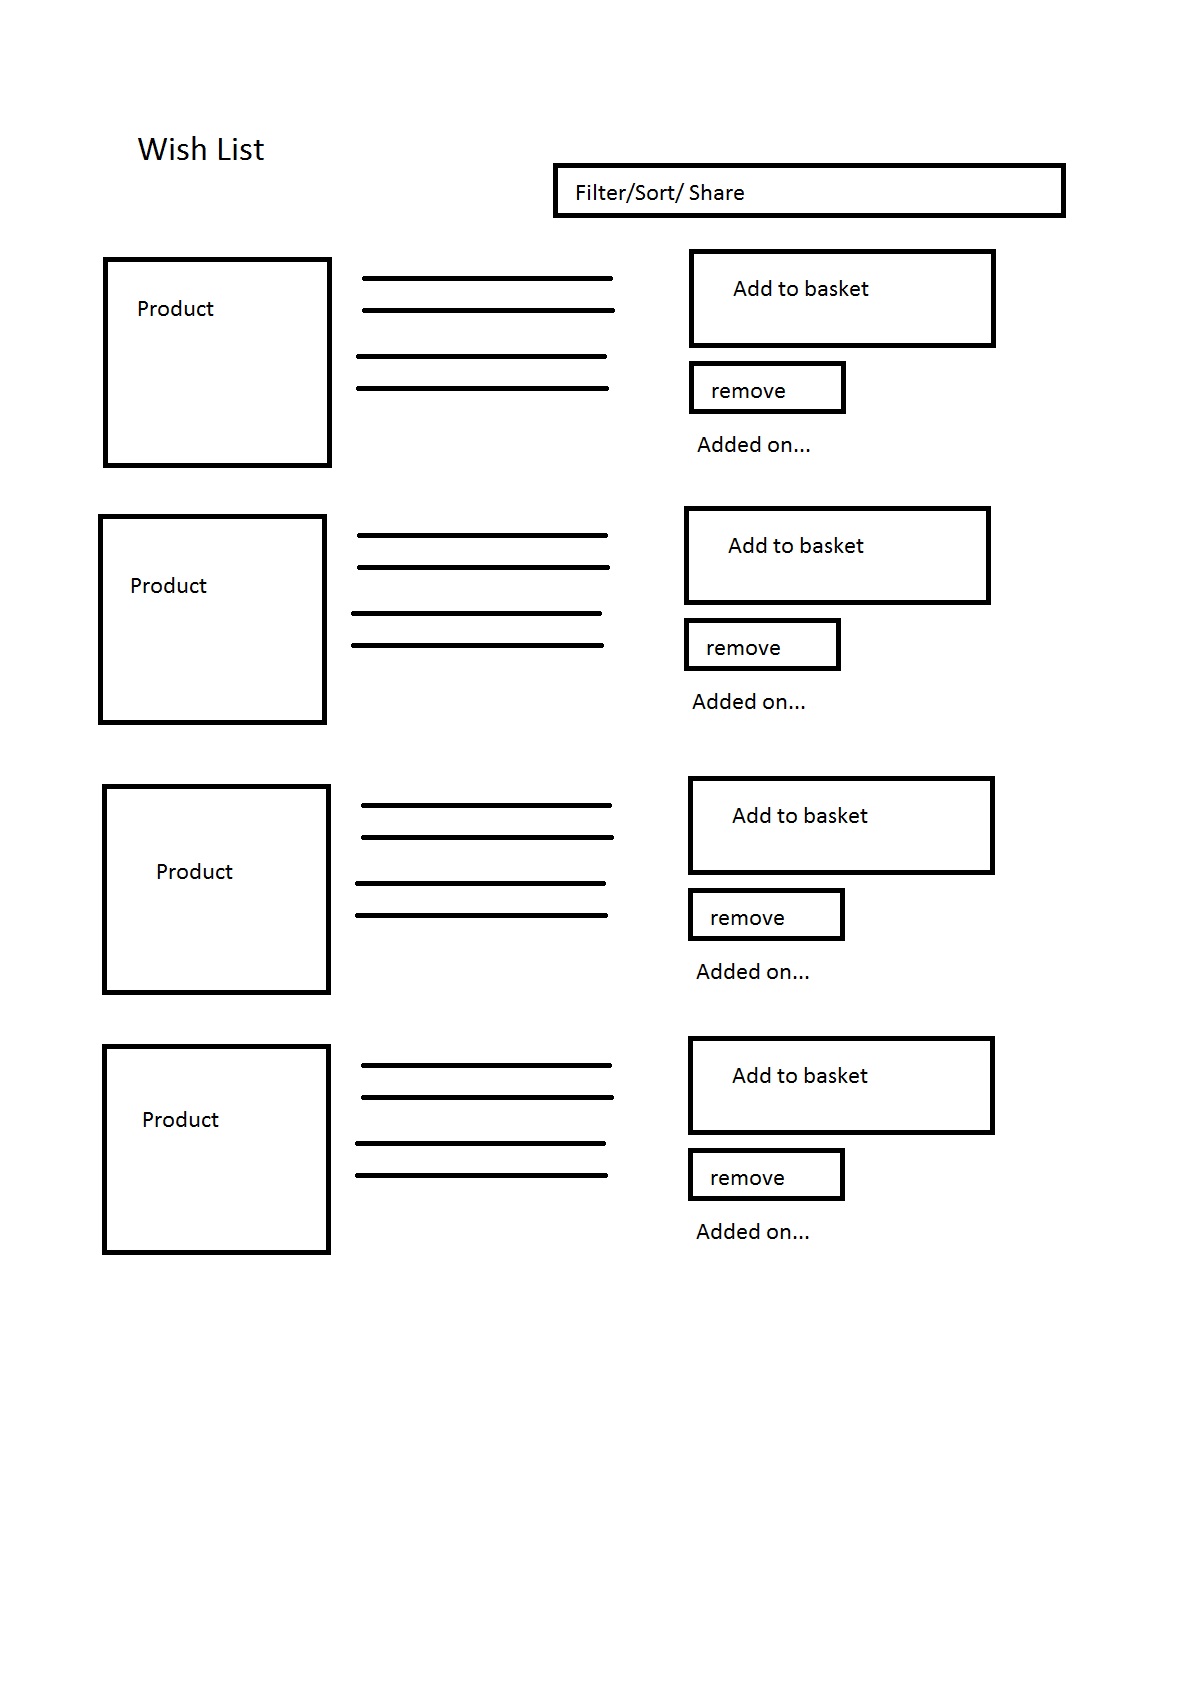 Wish List
Filter/Sort/ Share
Product
Add to basket
remove
Added on...
Product
Add to basket
remove
Added on...
Product
Add to basket
remove
Added on...
Product
Add to basket
remove
Added on...